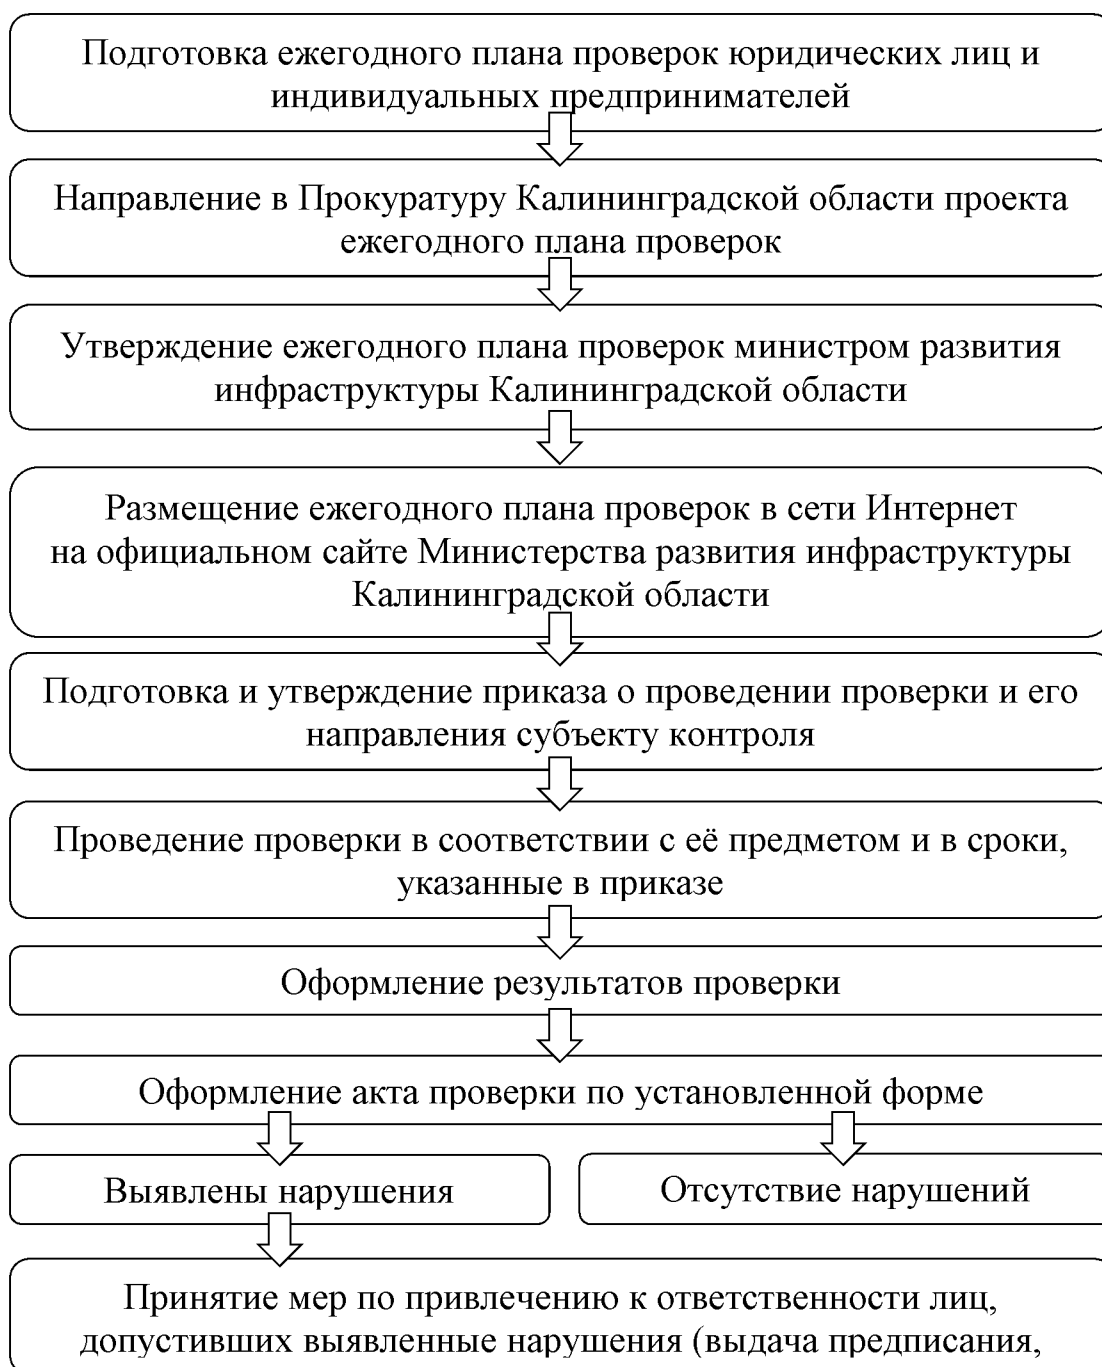 Подготовка ежегодного плана проверок юридических лиц и
индивидуальных предпринимателей
Направление в Прокуратуру Калининградской области проекта
ежегодного плана проверок
Утверждение ежегодного плана проверок министром развития
инфраструктуры Калининградской области
Размещение ежегодного плана проверок в сети Интернет
на официальном сайте Министерства развития инфраструктуры
Калининградской области
Подготовка и утверждение приказа о проведении проверки и его
направления субъекту контроля
Проведение проверки в соответствии с её предметом и в сроки,
указанные в приказе
Оформление результатов проверки
Оформление акта проверки по установленной форме
Выявлены нарушения
Отсутствие нарушений
Принятие мер по привлечению к ответственности лиц,
допустивших выявленные нарушения (выдача предписания,